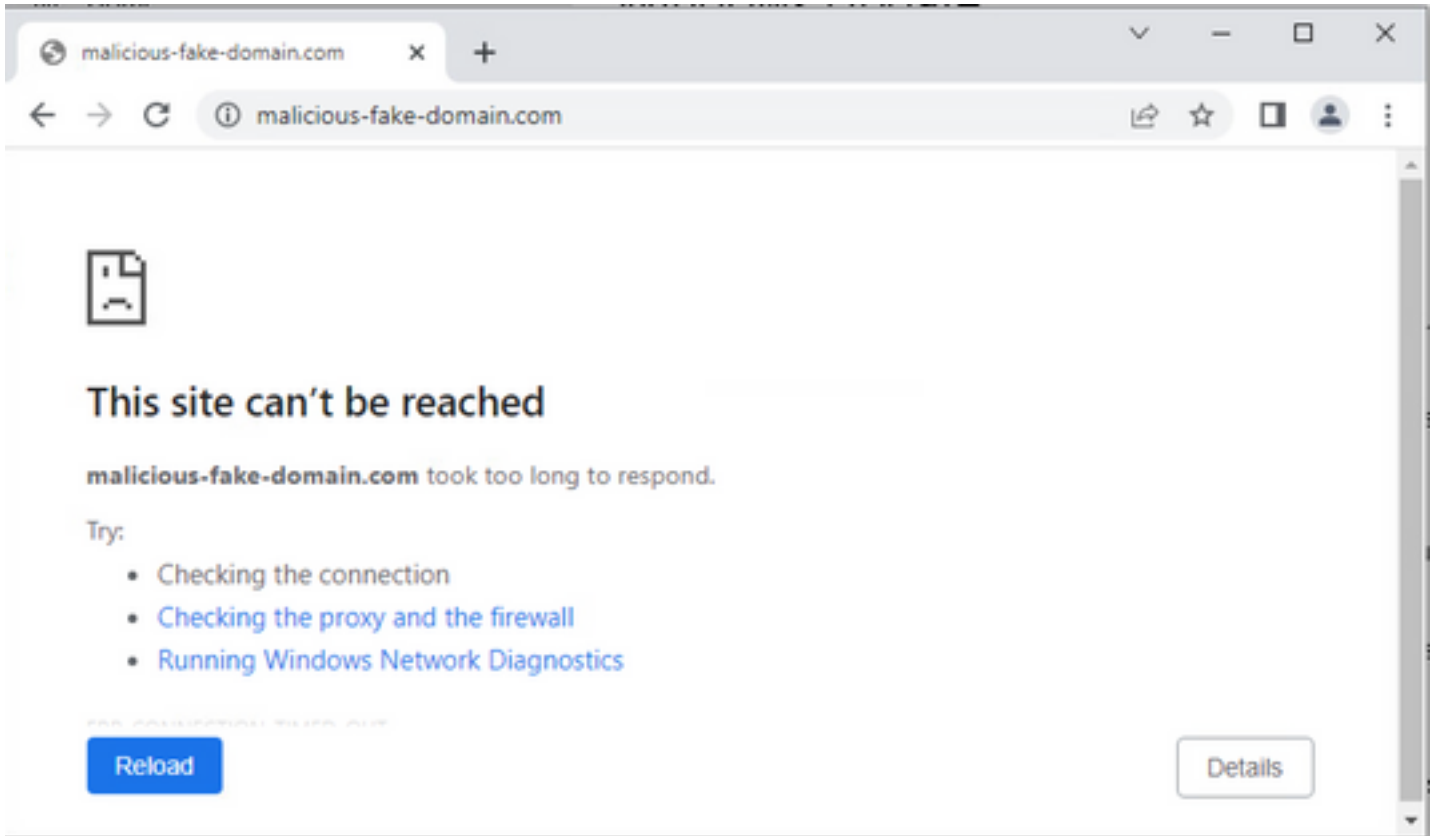 malicious-fake-domain.com
malicious-fake-domain.com
This site can't be reached
malicious-fake-domain.com took too long to respond.
Try:
• Checking the connection
• Checking the proxy and the firewall
• Running Windows Network Diagnostics
ERR_CONNECTION_TIMED_OUT
Reload
Details